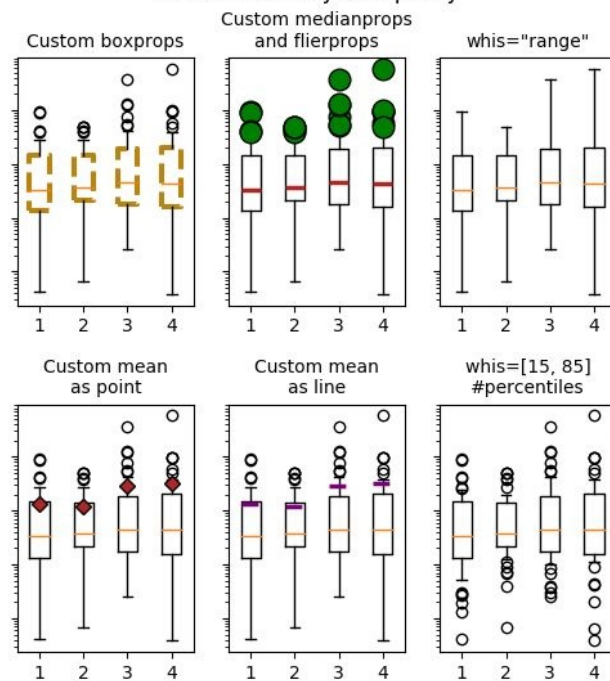 Custom boxprops
Custom medianprops
and flierprops
whis="range"
1 2 3 4
1 2 3 4
1 2 3 4
Custom mean
as point
Custom mean
as line
whis=[15, 85]
#percentiles
1 2 3 4
1 2 3 4
1 2 3 4